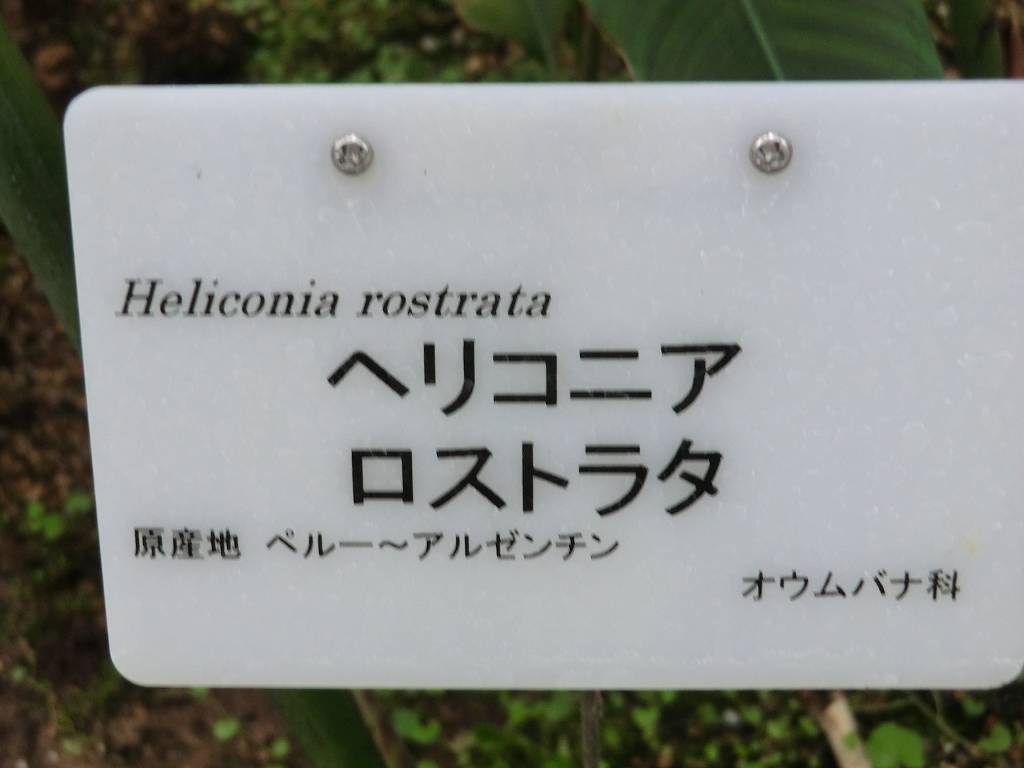 Heliconia rostrata
ヘリコニア
ロストラタ
原産地 ペルー～アルゼンチン
オウムバナ科